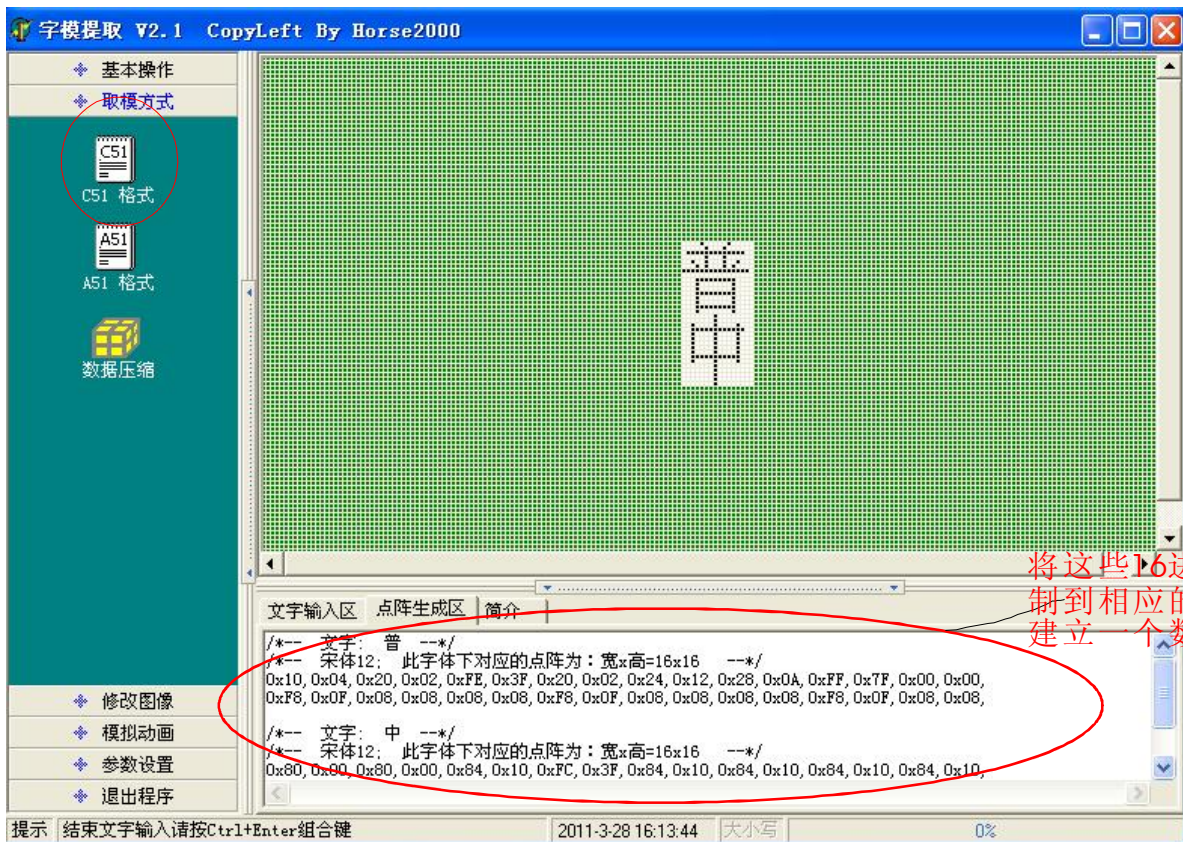 字模提取 V2.1 CopyLeft By Horse2000
基本操作
取模方式
C51
C51 格式
A51
A51 格式
数据压缩
修改图像
模拟动画
参数设置
退出程序
将这些16进
制到相应的
建立一个数
文字输入区 点阵生成区 简介
/*-- 文字: 普 --*/
/*-- 宋体12; 此字体下对应的点阵为：宽x高=16x16 --*/
0x10,0x04,0x20,0x02,0xFE,0x3F,0x20,0x02,0x24,0x12,0x28,0x0A,0xFF,0x7F,0x00,0x00,
0xF8,0x0F,0x08,0x08,0x08,0x08,0xF8,0x0F,0x08,0x08,0x08,0x08,0xF8,0x0F,0x08,0x08,
/*-- 文字: 中 --*/
/*-- 宋体12; 此字体下对应的点阵为：宽x高=16x16 --*/
0x80,0x00,0x80,0x00,0x84,0x10,0xFC,0x3F,0x84,0x10,0x84,0x10,0x84,0x10,0x84,0x10,
提示 结束文字输入请按Ctrl+Enter组合键 2011-3-28 16:13:44 大小写 0%
普
中